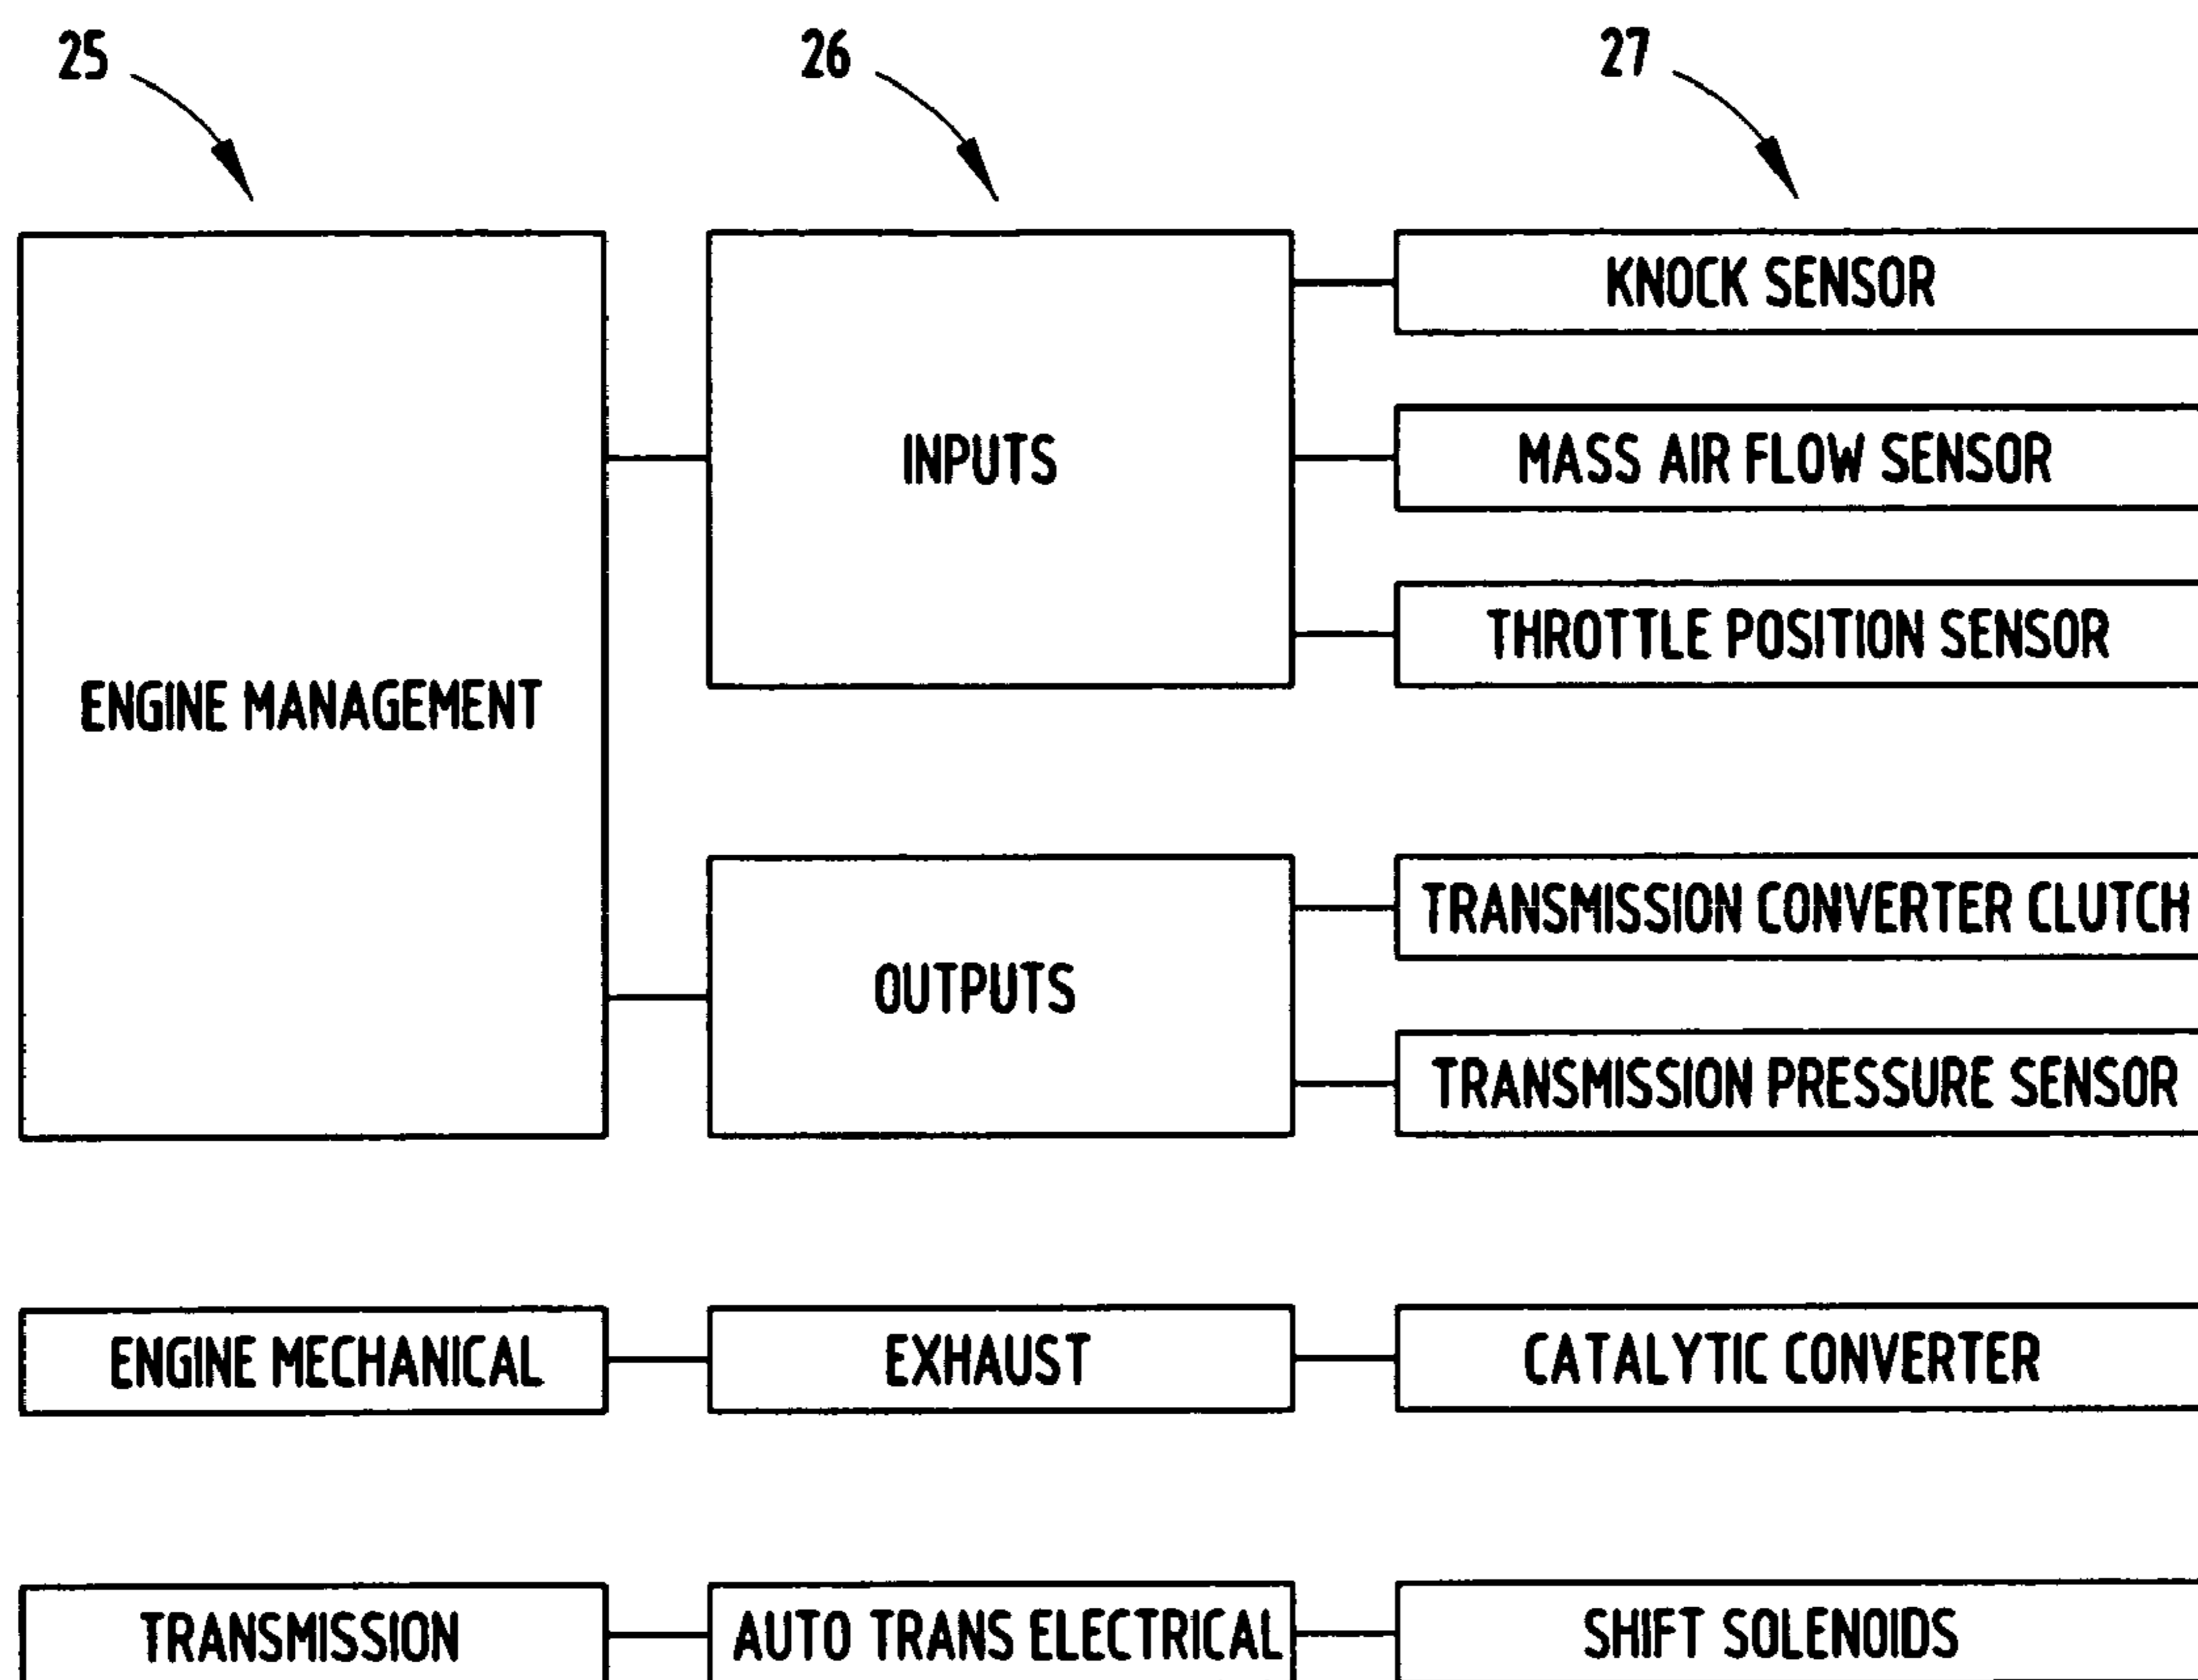 25
26
27
KNOCK SENSOR
INPUTS
MASS AIR FLOW SENSOR
THROTTLE POSITION SENSOR
ENGINE MANAGEMENT
TRANSMISSION CONVERTER CLUTCH
OUTPUTS
TRANSMISSION PRESSURE SENSOR
ENGINE MECHANICAL
EXHAUST
CATALYTIC CONVERTER
TRANSMISSION
AUTO TRANS ELECTRICAL
SHIFT SOLENOIDS